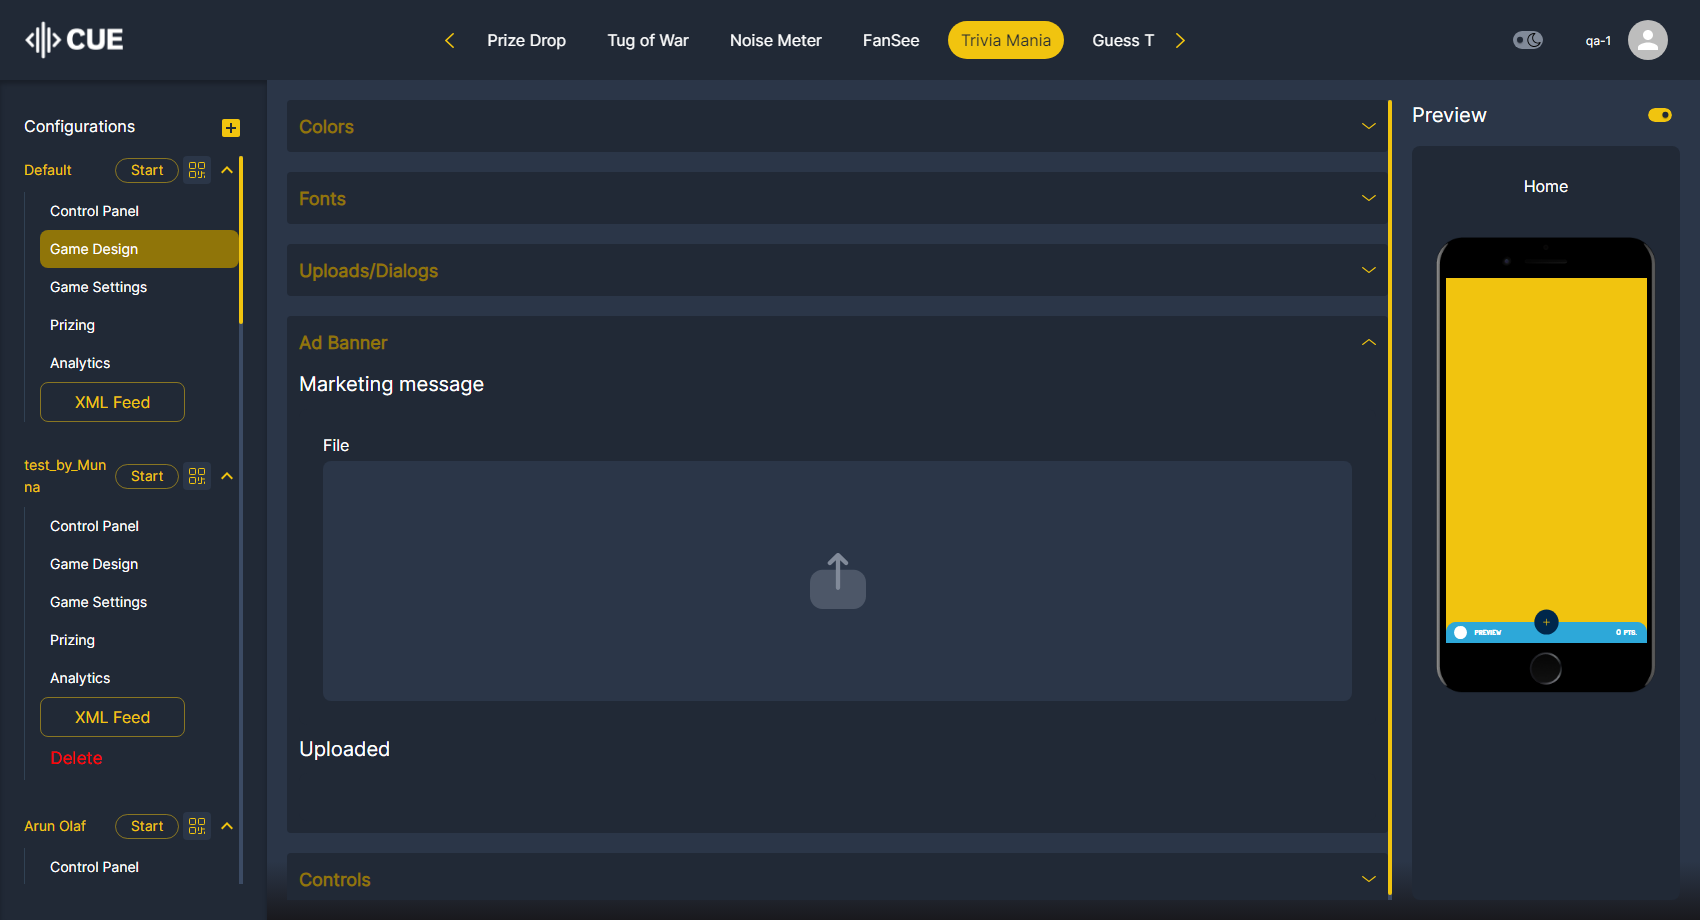 CUE
Prize Drop
Tug of War
Noise Meter
FanSee
Trivia Mania
Guess T
qa-1
Configurations
Default
Start
Control Panel
Game Design
Game Settings
Prizing
Analytics
XML Feed
test_by_Mun
na
Start
Control Panel
Game Design
Game Settings
Prizing
Analytics
XML Feed
Delete
Arun Olaf
Start
Control Panel
Colors
Fonts
Uploads/Dialogs
Ad Banner
Marketing message
File
Uploaded
Controls
Preview
Home
PREVIEW
0 PTS.